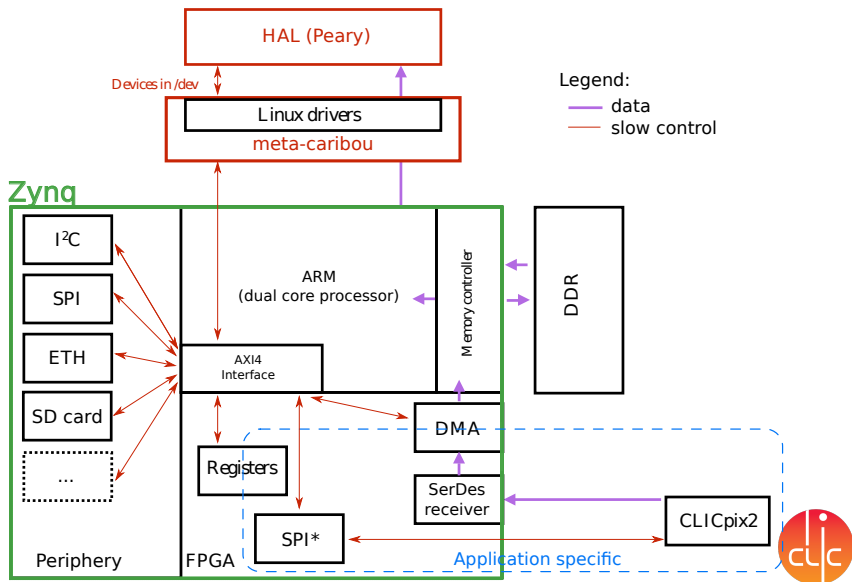 HAL (Peary)
Devices in /dev
Linux drivers
meta-caribou
Legend:
data
slow control
Zynq
I²C
SPI
ETH
SD card
...
Periphery
ARM
(dual core processor)
Memory controller
DDR
AXI4
Interface
DMA
Registers
SerDes
receiver
SPI*
CLICpix2
FPGA
Application specific
clic